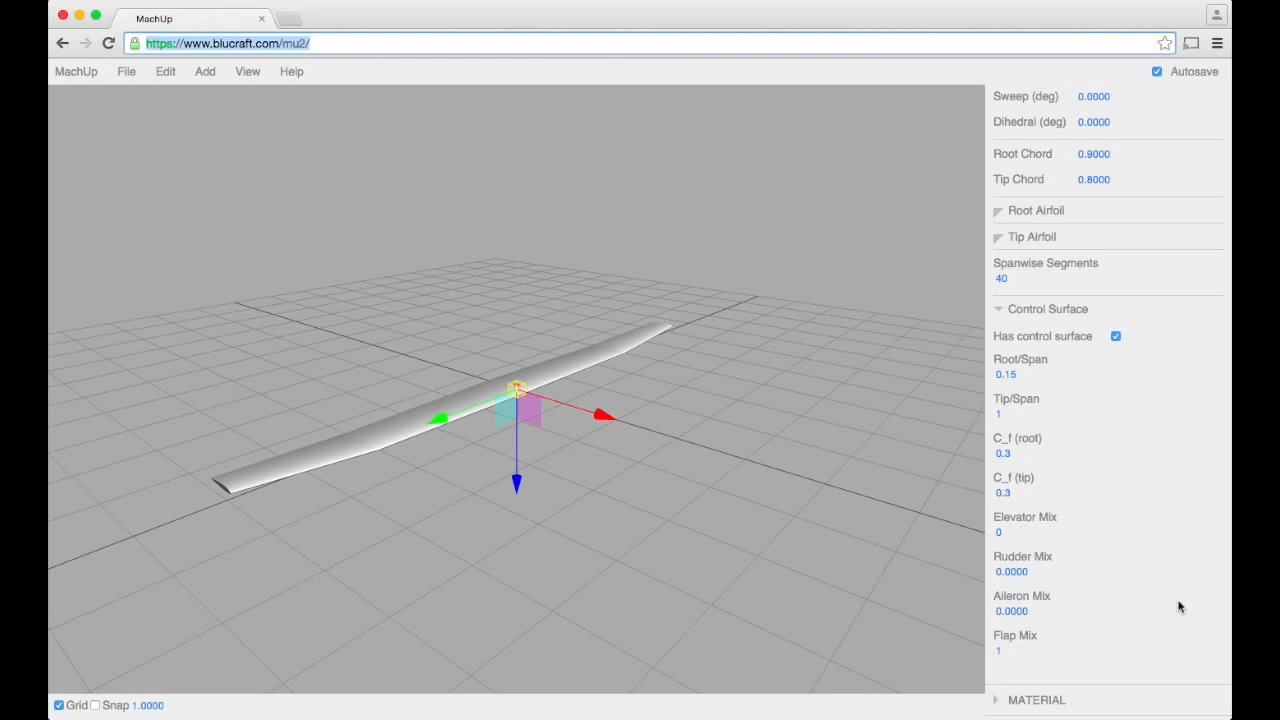 MachUp
https://www.blucraft.com/mu2/
MachUp File Edit Add View Help Autosave
Sweep (deg) 0.0000
Dihedral (deg) 0.0000
Root Chord 0.9000
Tip Chord 0.8000
Root Airfoil
Tip Airfoil
Spanwise Segments
40
Control Surface
Has control surface
Root/Span
0.15
Tip/Span
1
C_f (root)
0.3
C_f (tip)
0.3
Elevator Mix
0
Rudder Mix
0.0000
Aileron Mix
0.0000
Flap Mix
1
MATERIAL
Grid Snap 1.0000